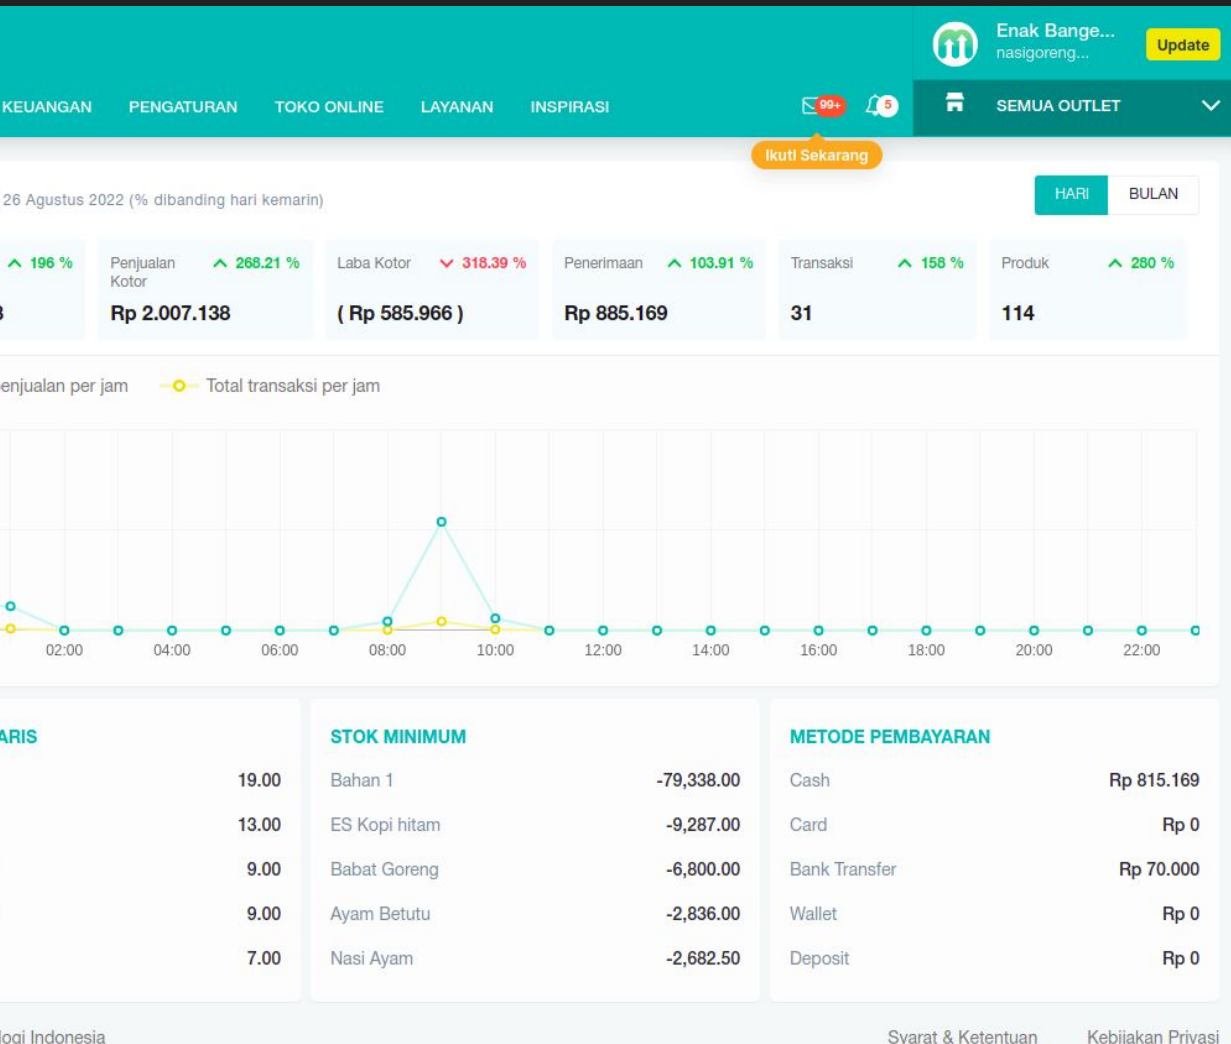 Enak Bange...
nasigoreng...
Update
KEUANGAN PENGATURAN TOKO ONLINE LAYANAN INSPIRASI 99+ 5 SEMUA OUTLET
Ikuti Sekarang
26 Agustus 2022 (% dibanding hari kemarin)
HARI BULAN
196 %
Penjualan Kotor 268.21 %
Rp 2.007.138
Laba Kotor 318.39 %
( Rp 585.966 )
Penerimaan 103.91 %
Rp 885.169
Transaksi 158 %
31
Produk 280 %
114
enjualan per jam Total transaksi per jam
02:00 04:00 06:00 08:00 10:00 12:00 14:00 16:00 18:00 20:00 22:00
ARIS
19.00
13.00
9.00
9.00
7.00
STOK MINIMUM
Bahan 1 -79,338.00
ES Kopi hitam -9,287.00
Babat Goreng -6,800.00
Ayam Betutu -2,836.00
Nasi Ayam -2,682.50
METODE PEMBAYARAN
Cash Rp 815.169
Card Rp 0
Bank Transfer Rp 70.000
Wallet Rp 0
Deposit Rp 0
logi Indonesia
Syarat & Ketentuan Kebijakan Privasi